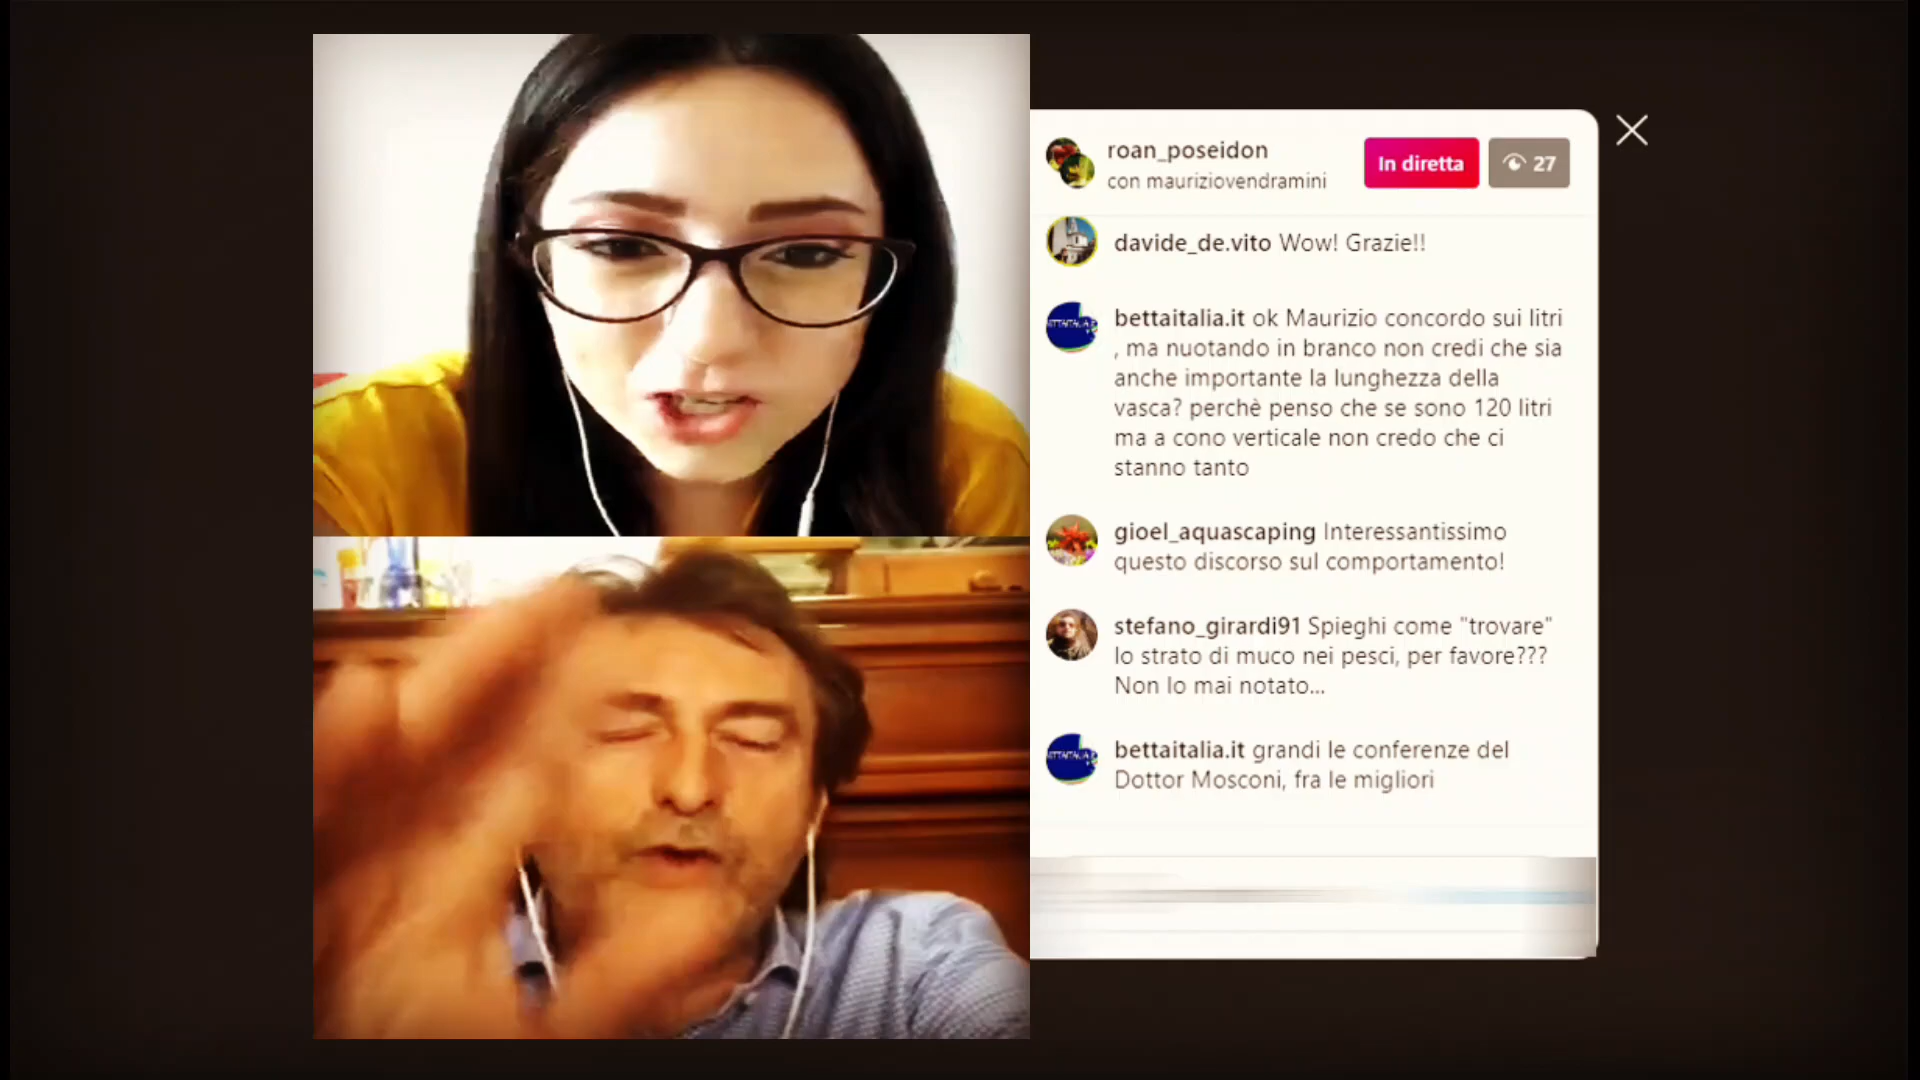 roan_poseidon
con mauriziovendramini
In diretta
27
davide_de.vito Wow! Grazie!!
bettaitalia.it ok Maurizio concordo sui litri
, ma nuotando in branco non credi che sia
anche importante la lunghezza della
vasca? perchè penso che se sono 120 litri
ma a cono verticale non credo che ci
stanno tanto
gioel_aquascaping Interessantissimo
questo discorso sul comportamento!
stefano_girardi91 Spieghi come "trovare"
lo strato di muco nei pesci, per favore???
Non lo mai notato...
bettaitalia.it grandi le conferenze del
Dottor Mosconi, fra le migliori